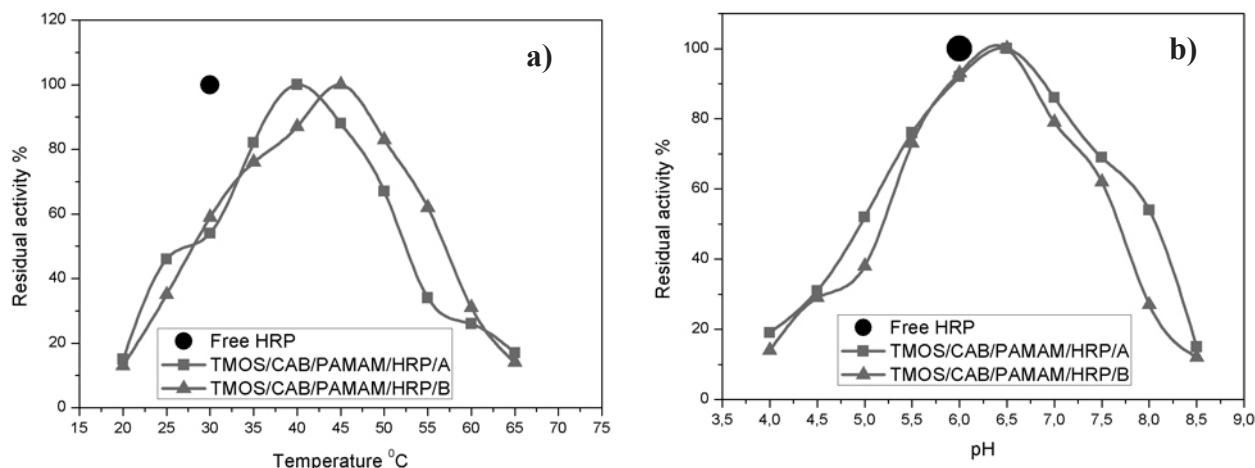 a)
Residual activity %
120
100
80
60
40
20
0
Free HRP
TMOS/CAB/PAMAM/HRP/A
TMOS/CAB/PAMAM/HRP/B
20 25 30 35 40 45 50 55 60 65 70 75
Temperature ⁰C
b)
Residual activity %
100
80
60
40
20
0
Free HRP
TMOS/CAB/PAMAM/HRP/A
TMOS/CAB/PAMAM/HRP/B
3,5 4,0 4,5 5,0 5,5 6,0 6,5 7,0 7,5 8,0 8,5 9,0
pH